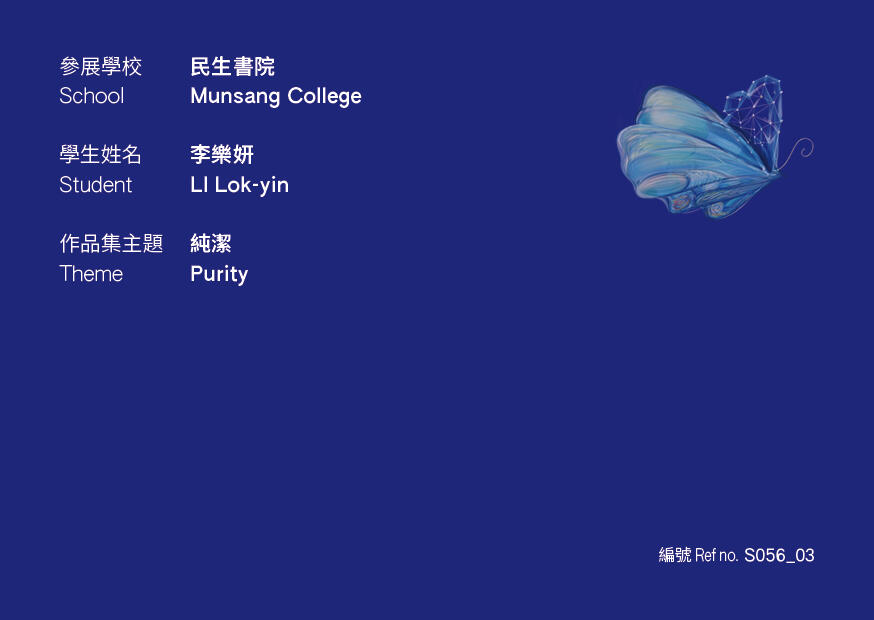 參展學校 民生書院
School Munsang College
學生姓名 李樂妍
Student LI Lok-yin
作品集主題 純潔
Theme Purity
編號 Ref no. S056_03